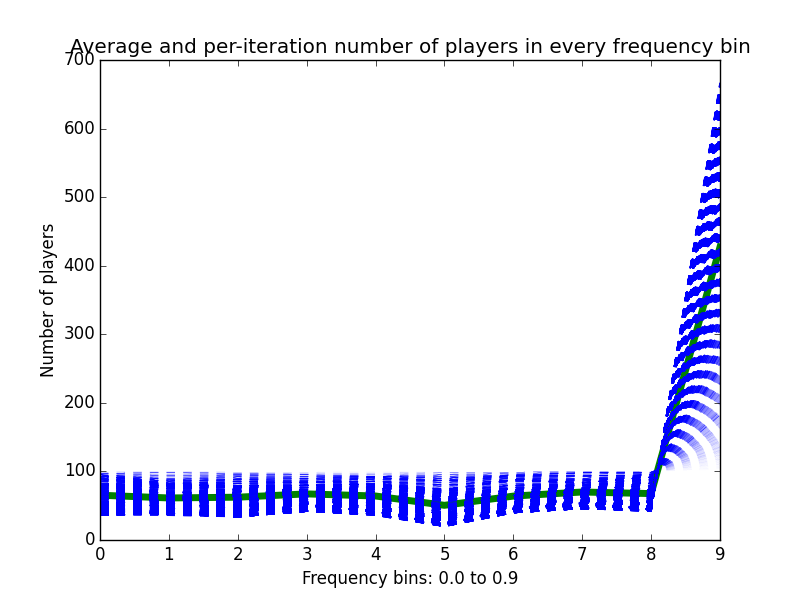 Average and per-iteration number of players in every frequency bin
700
600
500
400
300
200
100
0
Number of players
0 1 2 3 4 5 6 7 8 9
Frequency bins: 0.0 to 0.9